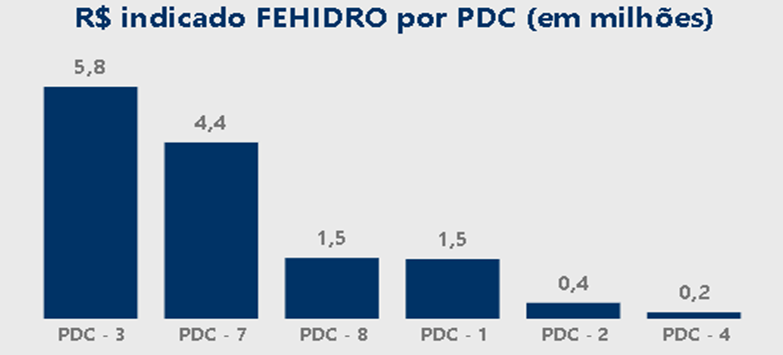 R$ indicado FEHIDRO por PDC (em milhões)
5,8
4,4
1,5
1,5
0,4
0,2
PDC - 3
PDC - 7
PDC - 8
PDC - 1
PDC - 2
PDC - 4